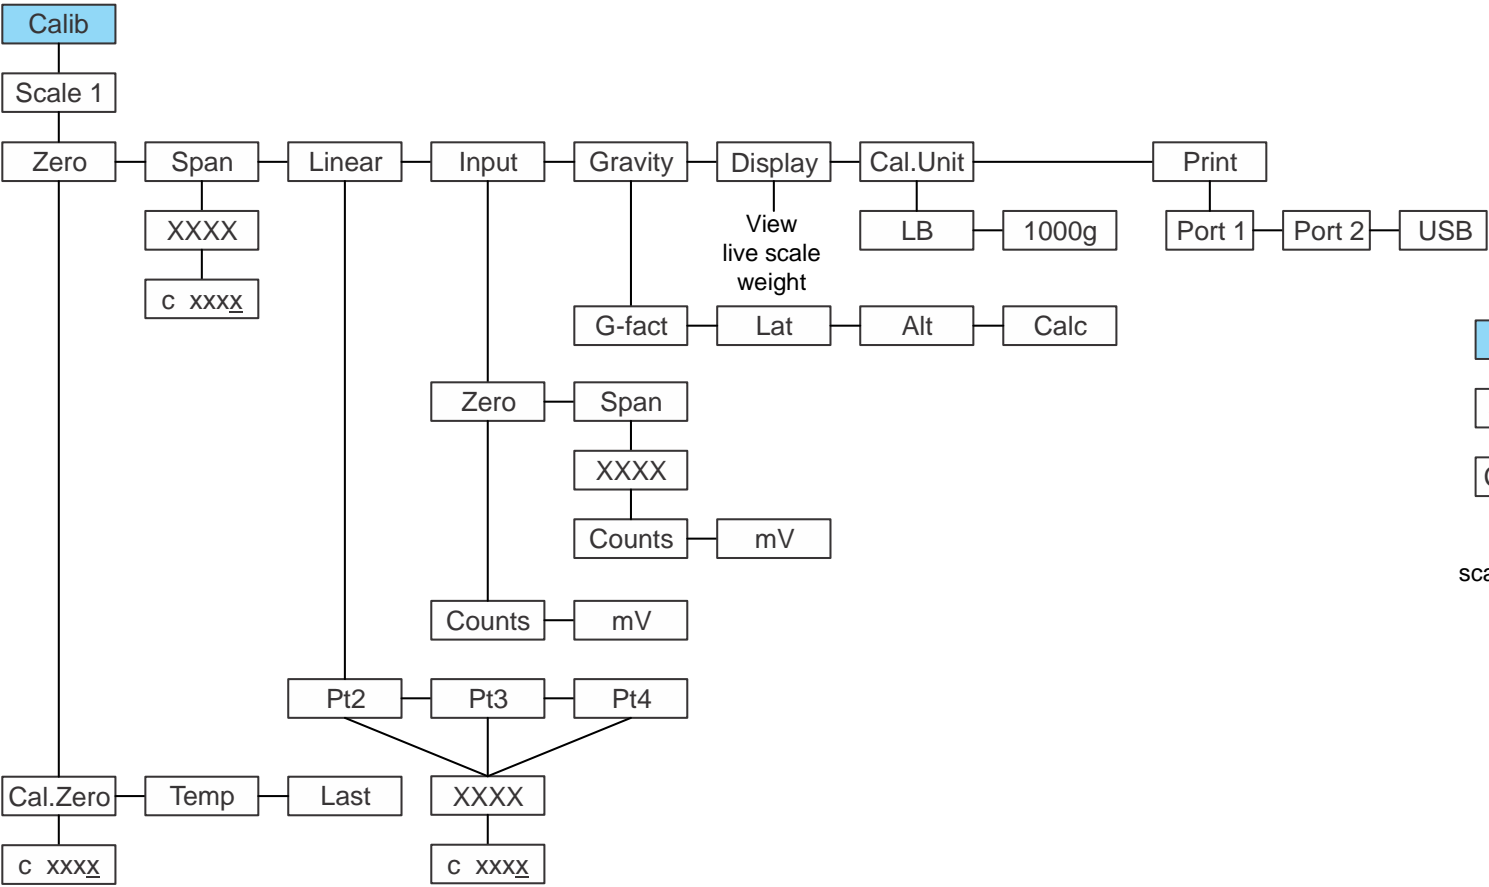 Calib
Scale 1
Zero Span Linear Input Gravity Display Cal.Unit Print
XXXX View LB 1000g Port 1 Port 2 USB
live scale
weight
c xxxx
G-fact Lat Alt Calc
Zero Span
XXXX
Counts mV
Counts mV
Pt2 Pt3 Pt4
Cal.Zero Temp Last XXXX
c xxxx c xxxx